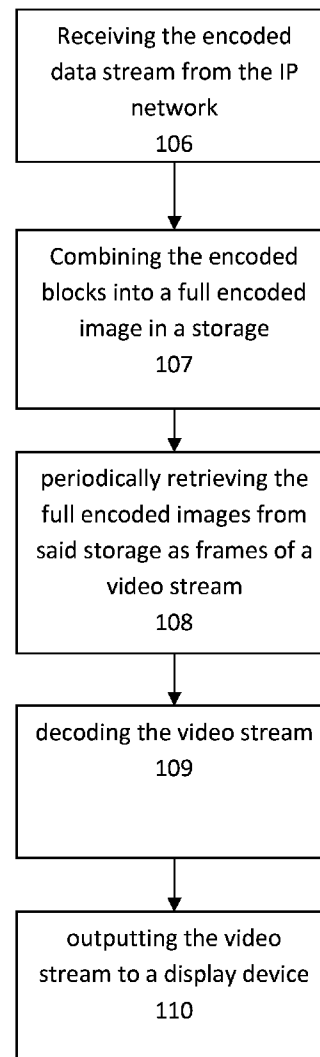 Receiving the encoded
data stream from the IP
network
106
Combining the encoded
blocks into a full encoded
image in a storage
107
periodically retrieving the
full encoded images from
said storage as frames of a
video stream
108
decoding the video stream
109
outputting the video
stream to a display device
110